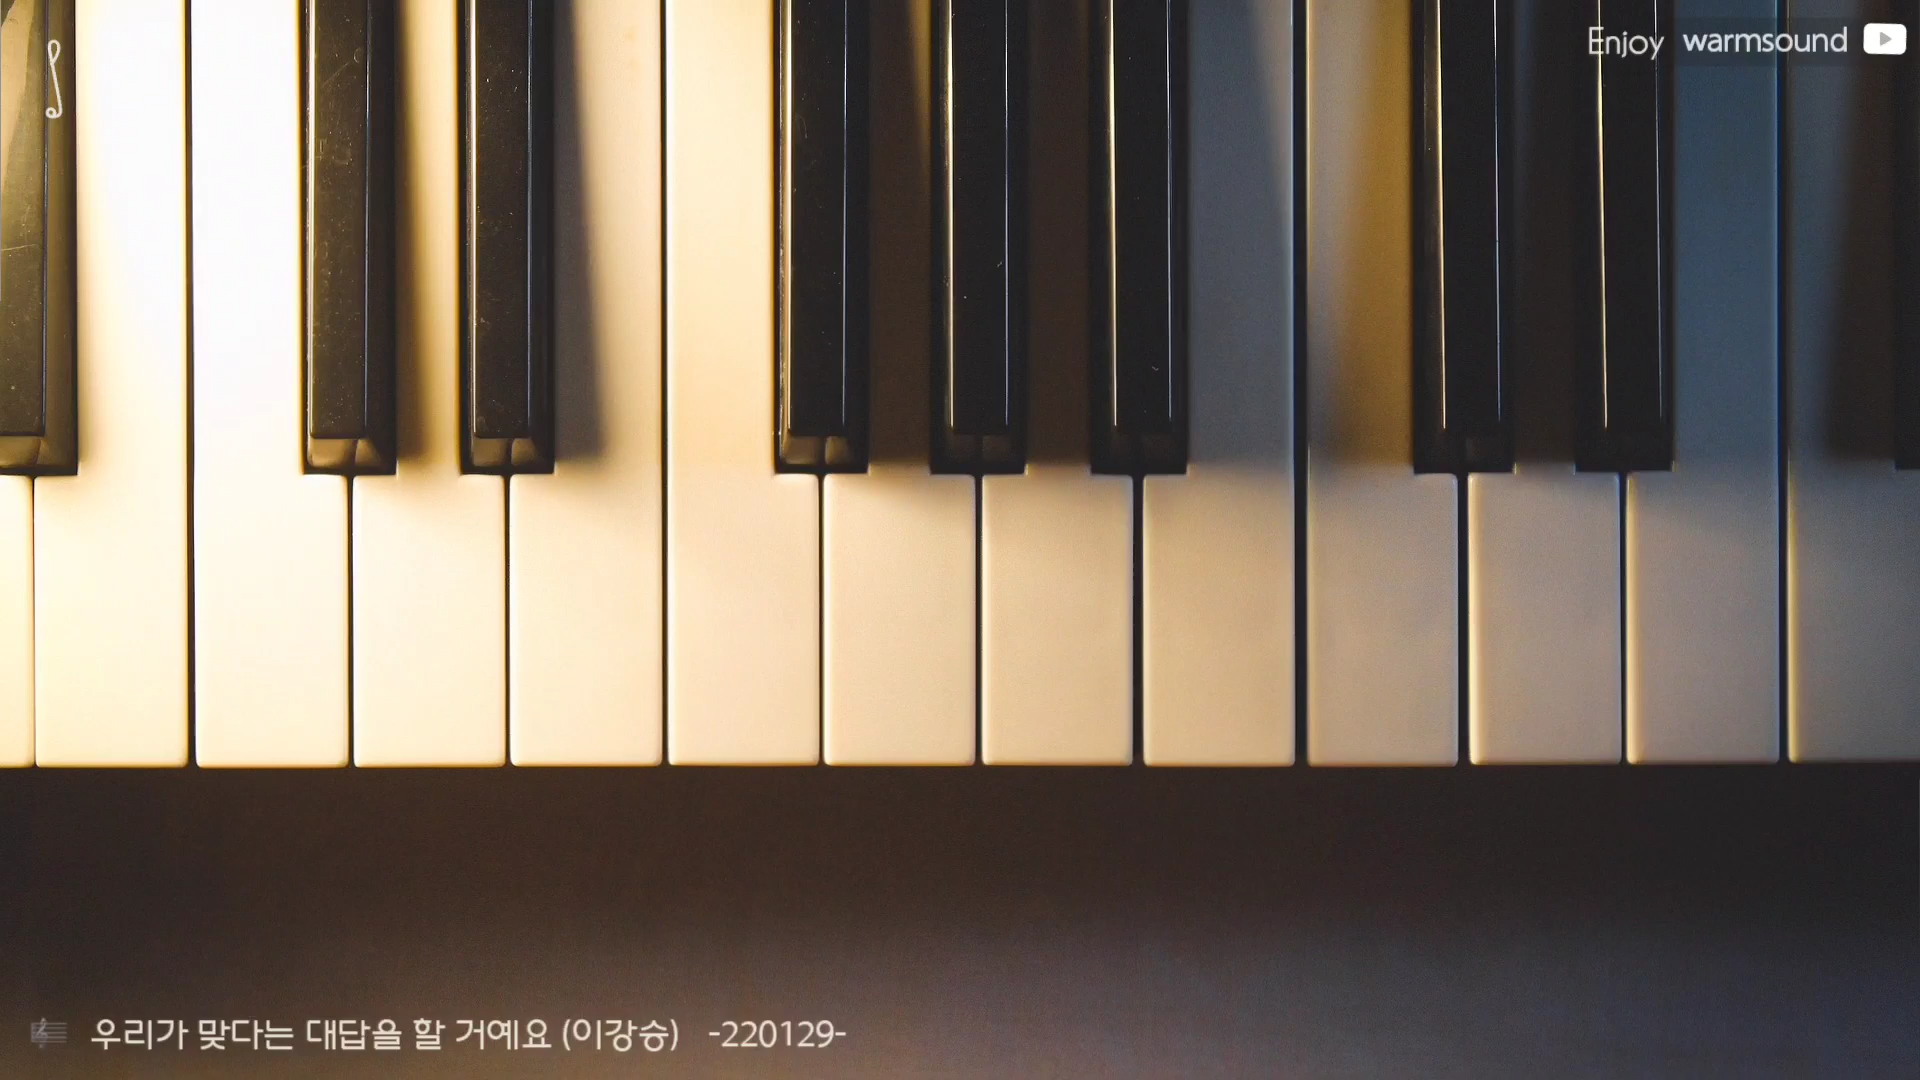 Enjoy warmsound
우리가 맞다는 대답을 할 거예요 (이강승) -220129-